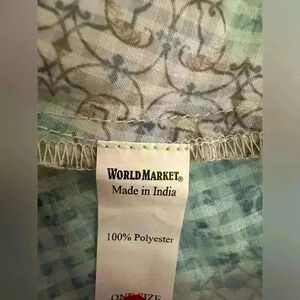 WORLD MARKET®
Made in India
100% Polyester
ONE SIZE